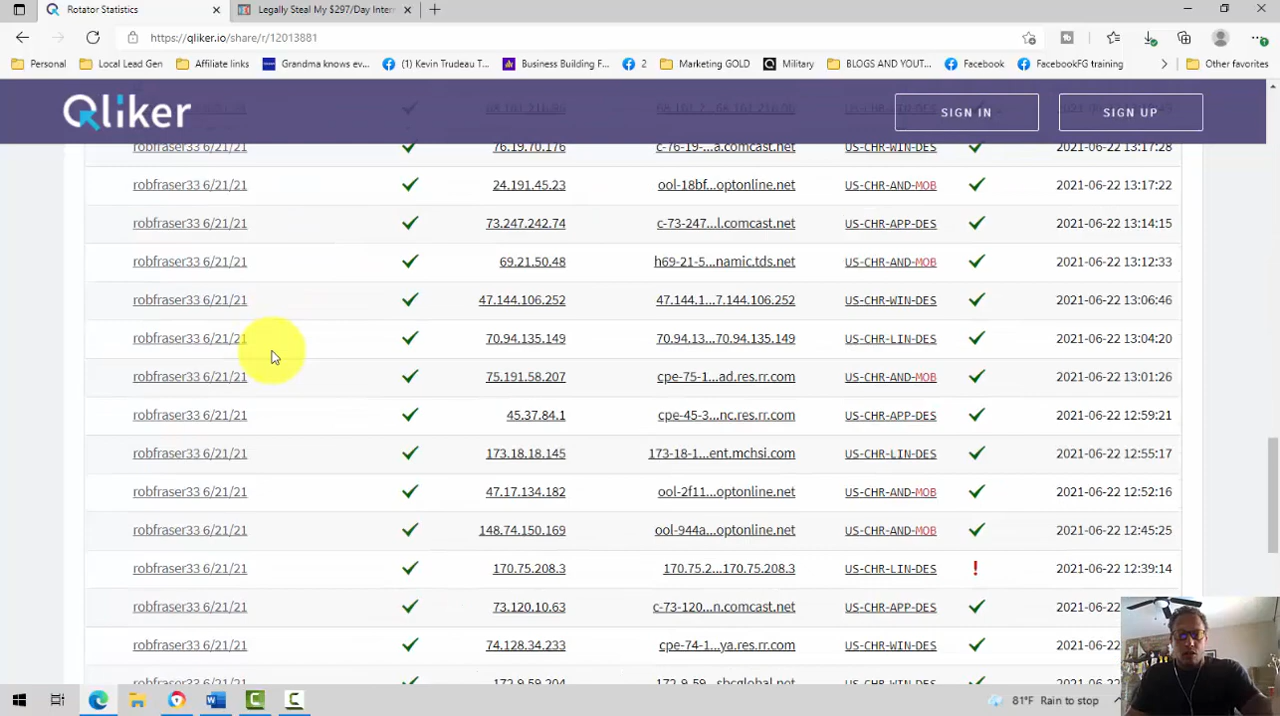 Rotator Statistics
Legally Steal My $297/Day Inter
https://qliker.io/share/r/12013881
Personal Local Lead Gen Affiliate links Grandma knows ev... (1) Kevin Trudeau T... Business Building F... 2 Marketing GOLD Military BLOGS AND YOUT... Facebook FacebookFG training Other favorites
Qliker SIGN IN SIGN UP
robfraser33 6/21/21 76.19.70.176 c-76-19-...a.comcast.net US-CHR-WIN-DES 2021-06-22 13:17:28
robfraser33 6/21/21 24.191.45.23 ool-18bf...optonline.net US-CHR-AND-MOB 2021-06-22 13:17:22
robfraser33 6/21/21 73.247.242.74 c-73-247...l.comcast.net US-CHR-APP-DES 2021-06-22 13:14:15
robfraser33 6/21/21 69.21.50.48 h69-21-5...namic.tds.net US-CHR-AND-MOB 2021-06-22 13:12:33
robfraser33 6/21/21 47.144.106.252 47.144.1...7.144.106.252 US-CHR-WIN-DES 2021-06-22 13:06:46
robfraser33 6/21/21 70.94.135.149 70.94.13...70.94.135.149 US-CHR-LIN-DES 2021-06-22 13:04:20
robfraser33 6/21/21 75.191.58.207 cpe-75-1...ad.res.rr.com US-CHR-AND-MOB 2021-06-22 13:01:26
robfraser33 6/21/21 45.37.84.1 cpe-45-3...nc.res.rr.com US-CHR-APP-DES 2021-06-22 12:59:21
robfraser33 6/21/21 173.18.18.145 173-18-1...ent.mchsi.com US-CHR-LIN-DES 2021-06-22 12:55:17
robfraser33 6/21/21 47.17.134.182 ool-2f11...optonline.net US-CHR-AND-MOB 2021-06-22 12:52:16
robfraser33 6/21/21 148.74.150.169 ool-944a...optonline.net US-CHR-AND-MOB 2021-06-22 12:45:25
robfraser33 6/21/21 170.75.208.3 170.75.2...170.75.208.3 US-CHR-LIN-DES ! 2021-06-22 12:39:14
robfraser33 6/21/21 73.120.10.63 c-73-120...n.comcast.net US-CHR-APP-DES 2021-06-22
robfraser33 6/21/21 74.128.34.233 cpe-74-1...ya.res.rr.com US-CHR-WIN-DES
81°F Rain to stop